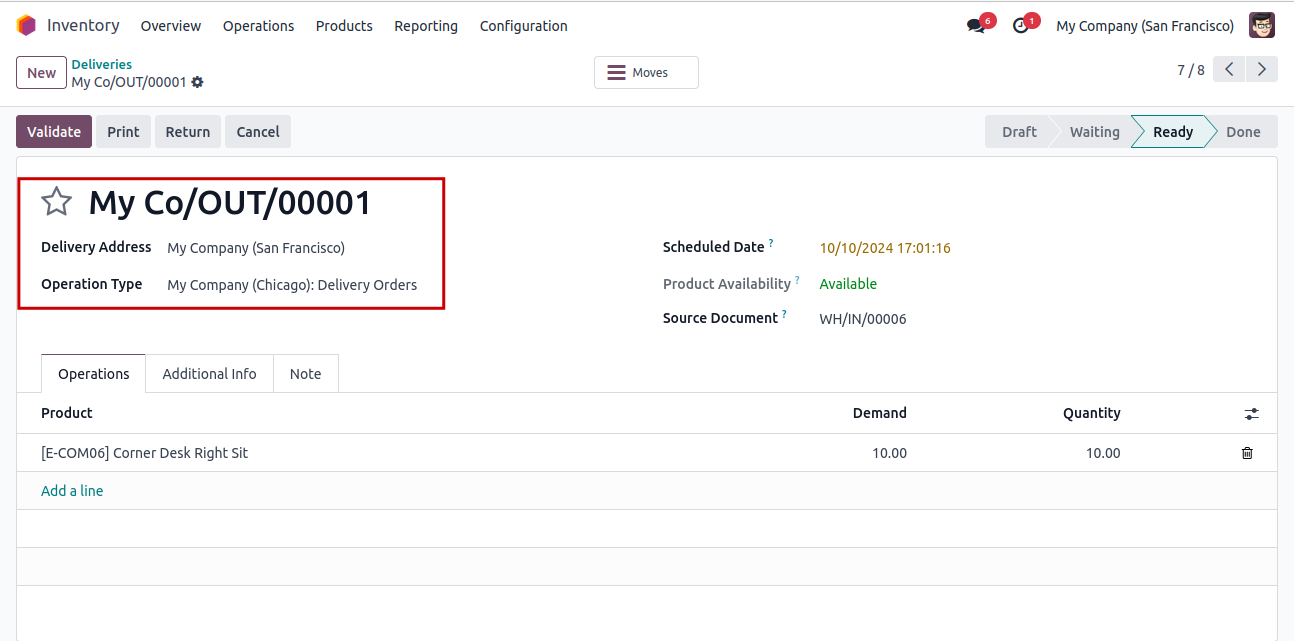 Inventory Overview Operations Products Reporting Configuration 6 1 My Company (San Francisco)
New Deliveries
My Co/OUT/00001
Moves
7 / 8
Validate Print Return Cancel Draft Waiting Ready Done
My Co/OUT/00001
Delivery Address My Company (San Francisco)
Scheduled Date ? 10/10/2024 17:01:16
Operation Type My Company (Chicago): Delivery Orders
Product Availability ? Available
Source Document ? WH/IN/00006
Operations Additional Info Note
Product Demand Quantity
[E-COM06] Corner Desk Right Sit 10.00 10.00
Add a line